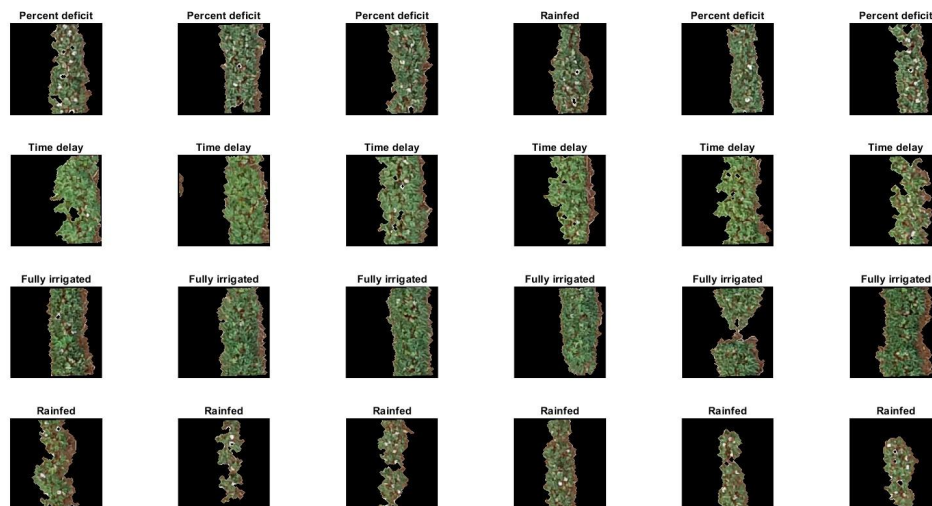 Percent deficit Percent deficit Percent deficit Rainfed Percent deficit Percent deficit
Time delay Time delay Time delay Time delay Time delay Time delay
Fully irrigated Fully irrigated Fully irrigated Fully irrigated Fully irrigated Fully irrigated
Rainfed Rainfed Rainfed Rainfed Rainfed Rainfed